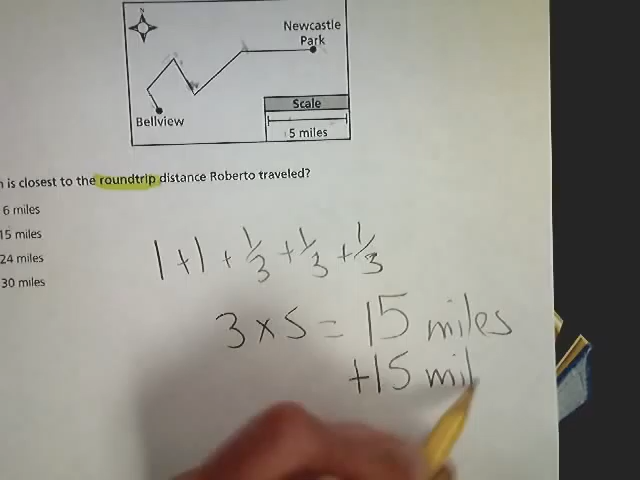 N
Newcastle
Park
Bellview
Scale
5 miles
is closest to the roundtrip distance Roberto traveled?
6 miles
15 miles
24 miles
30 miles
1 + 1 + 1/3 + 1/3 + 1/3
3 x 5 = 15 miles
+15 mil